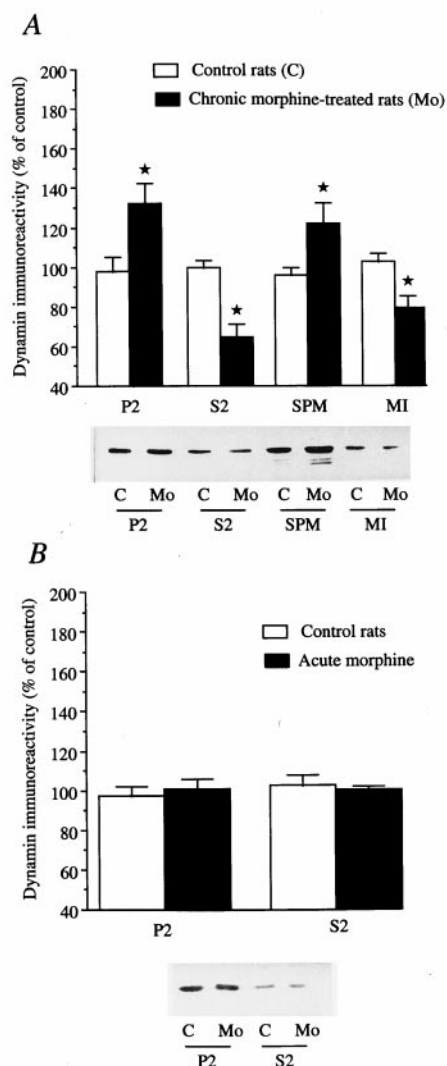 A
Dynamin immunoreactivity (% of control)
200
180
160
140
120
100
80
60
40
Control rats (C)
Chronic morphine-treated rats (Mo)
P2 S2 SPM MI
C Mo C Mo C Mo C Mo
P2 S2 SPM MI
B
Dynamin immunoreactivity (% of control)
200
180
160
140
120
100
80
60
40
Control rats
Acute morphine
P2 S2
C Mo C Mo
P2 S2